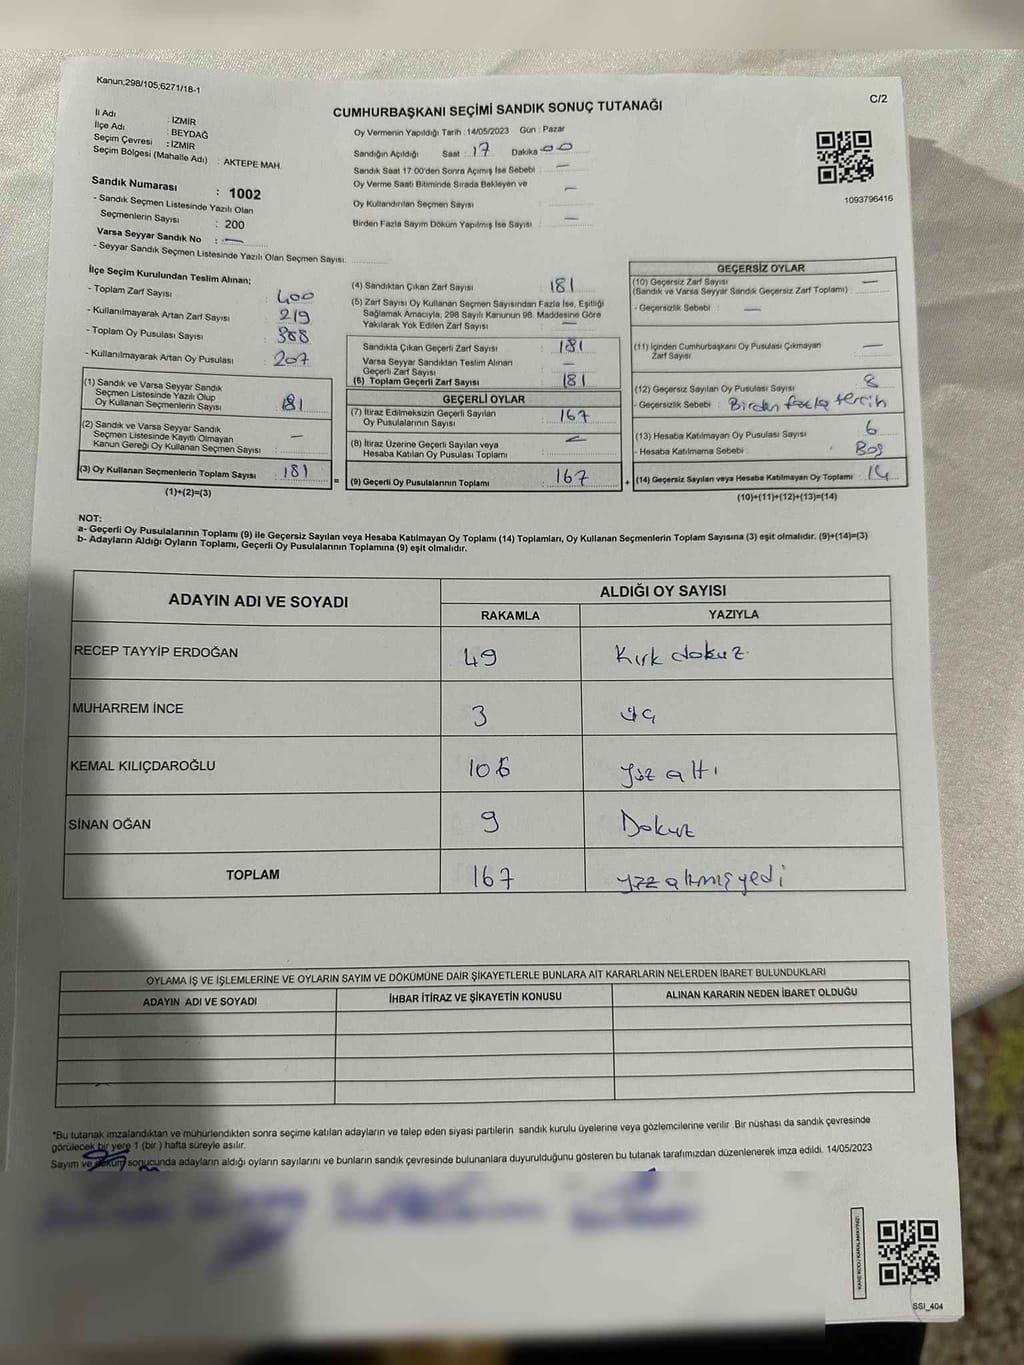 Kanun;298/105,6271/18-1
C/2
CUMHURBAŞKANI SEÇİMİ SANDIK SONUÇ TUTANAĞI
İl Adı : İZMİR
İlçe Adı : BEYDAĞ
Seçim Çevresi : İZMİR
Seçim Bölgesi (Mahalle Adı) : AKTEPE MAH.
Sandık Numarası : 1002
- Sandık Seçmen Listesinde Yazılı Olan
Seçmenlerin Sayısı : 200
Varsa Seyyar Sandık No : —
- Seyyar Sandık Seçmen Listesinde Yazılı Olan Seçmen Sayısı:
Oy Vermenin Yapıldığı Tarih : 14/05/2023 Gün : Pazar
Sandığın Açıldığı Saat : 17 Dakika 00
Sandık Saat 17:00'den Sonra Açımış İse Sebebi : —
Oy Verme Saati Bitiminde Sırada Bekleyen ve —
Oy Kullandırılan Seçmen Sayısı
Birden Fazla Sayım Döküm Yapılmış İse Sayısı : —
1093796416
İlçe Seçim Kurulundan Teslim Alınan;
- Toplam Zarf Sayısı : 400
- Kullanılmayarak Artan Zarf Sayısı : 219
- Toplam Oy Pusulası Sayısı : 388
- Kullanılmayarak Artan Oy Pusulası : 207
(1) Sandık ve Varsa Seyyar Sandık
Seçmen Listesinde Yazılı Olup
Oy Kullanan Seçmenlerin Sayısı : 181
(2) Sandık ve Varsa Seyyar Sandık
Seçmen Listesinde Kayıtlı Olmayan
Kanun Gereği Oy Kullanan Seçmen Sayısı : —
(3) Oy Kullanan Seçmenlerin Toplam Sayısı : 181
(1)+(2)=(3)
(4) Sandıktan Çıkan Zarf Sayısı : 181
(5) Zarf Sayısı Oy Kullanan Seçmen Sayısından Fazla İse, Eşitliği
Sağlamak Amacıyla, 298 Sayılı Kanunun 98. Maddesine Göre
Yakılarak Yok Edilen Zarf Sayısı : —
Sandıkta Çıkan Geçerli Zarf Sayısı : 181
Varsa Seyyar Sandıktan Teslim Alınan
Geçerli Zarf Sayısı : —
(6) Toplam Geçerli Zarf Sayısı : 181
GEÇERLİ OYLAR
(7) İtiraz Edilmeksizin Geçerli Sayılan
Oy Pusulalarının Sayısı : 167
(8) İtiraz Üzerine Geçerli Sayılan veya
Hesaba Katılan Oy Pusulası Toplamı : —
= (9) Geçerli Oy Pusulalarının Toplamı : 167
GEÇERSİZ OYLAR
(10) Geçersiz Zarf Sayısı
(Sandık ve Varsa Seyyar Sandık Geçersiz Zarf Toplamı) : —
- Geçersizlik Sebebi : —
(11) İçinden Cumhurbaşkanı Oy Pusulası Çıkmayan
Zarf Sayısı : —
(12) Geçersiz Sayılan Oy Pusulası Sayısı : 8
- Geçersizlik Sebebi : Birden fazla tercih
(13) Hesaba Katılmayan Oy Pusulası Sayısı : 6
- Hesaba Katılmama Sebebi : Boş
+ (14) Geçersiz Sayılan veya Hesaba Katılmayan Oy Toplamı : 14
(10)+(11)+(12)+(13)=(14)
NOT:
a- Geçerli Oy Pusulalarının Toplamı (9) ile Geçersiz Sayılan veya Hesaba Katılmayan Oy Toplamı (14) Toplamları, Oy Kullanan Seçmenlerin Toplam Sayısına (3) eşit olmalıdır. (9)+(14)=(3)
b- Adayların Aldığı Oyların Toplamı, Geçerli Oy Pusulalarının Toplamına (9) eşit olmalıdır.
ADAYIN ADI VE SOYADI
ALDIĞI OY SAYISI
RAKAMLA YAZIYLA
RECEP TAYYİP ERDOĞAN 49 Kırk dokuz
MUHARREM İNCE 3 üç
KEMAL KILIÇDAROĞLU 106 Yüz altı
SİNAN OĞAN 9 Dokuz
TOPLAM 167 yüz altmış yedi
OYLAMA İŞ VE İŞLEMLERİNE VE OYLARIN SAYIM VE DÖKÜMÜNE DAİR ŞİKAYETLERLE BUNLARA AİT KARARLARIN NELERDEN İBARET BULUNDUKLARI
ADAYIN ADI VE SOYADI İHBAR İTİRAZ VE ŞİKAYETİN KONUSU ALINAN KARARIN NEDEN İBARET OLDUĞU
*Bu tutanak imzalandıktan ve mühürlendikten sonra seçime katılan adayların ve talep eden siyasi partilerin sandık kurulu üyelerine veya gözlemcilerine verilir .Bir nüshası da sandık çevresinde
görülecek bir yere 1 (bir ) hafta süreyle asılır.
Sayım ve döküm sonucunda adayların aldığı oyların sayılarını ve bunların sandık çevresinde bulunanlara duyurulduğunu gösteren bu tutanak tarafımızdan düzenlenerek imza edildi. 14/05/2023
SSI_404